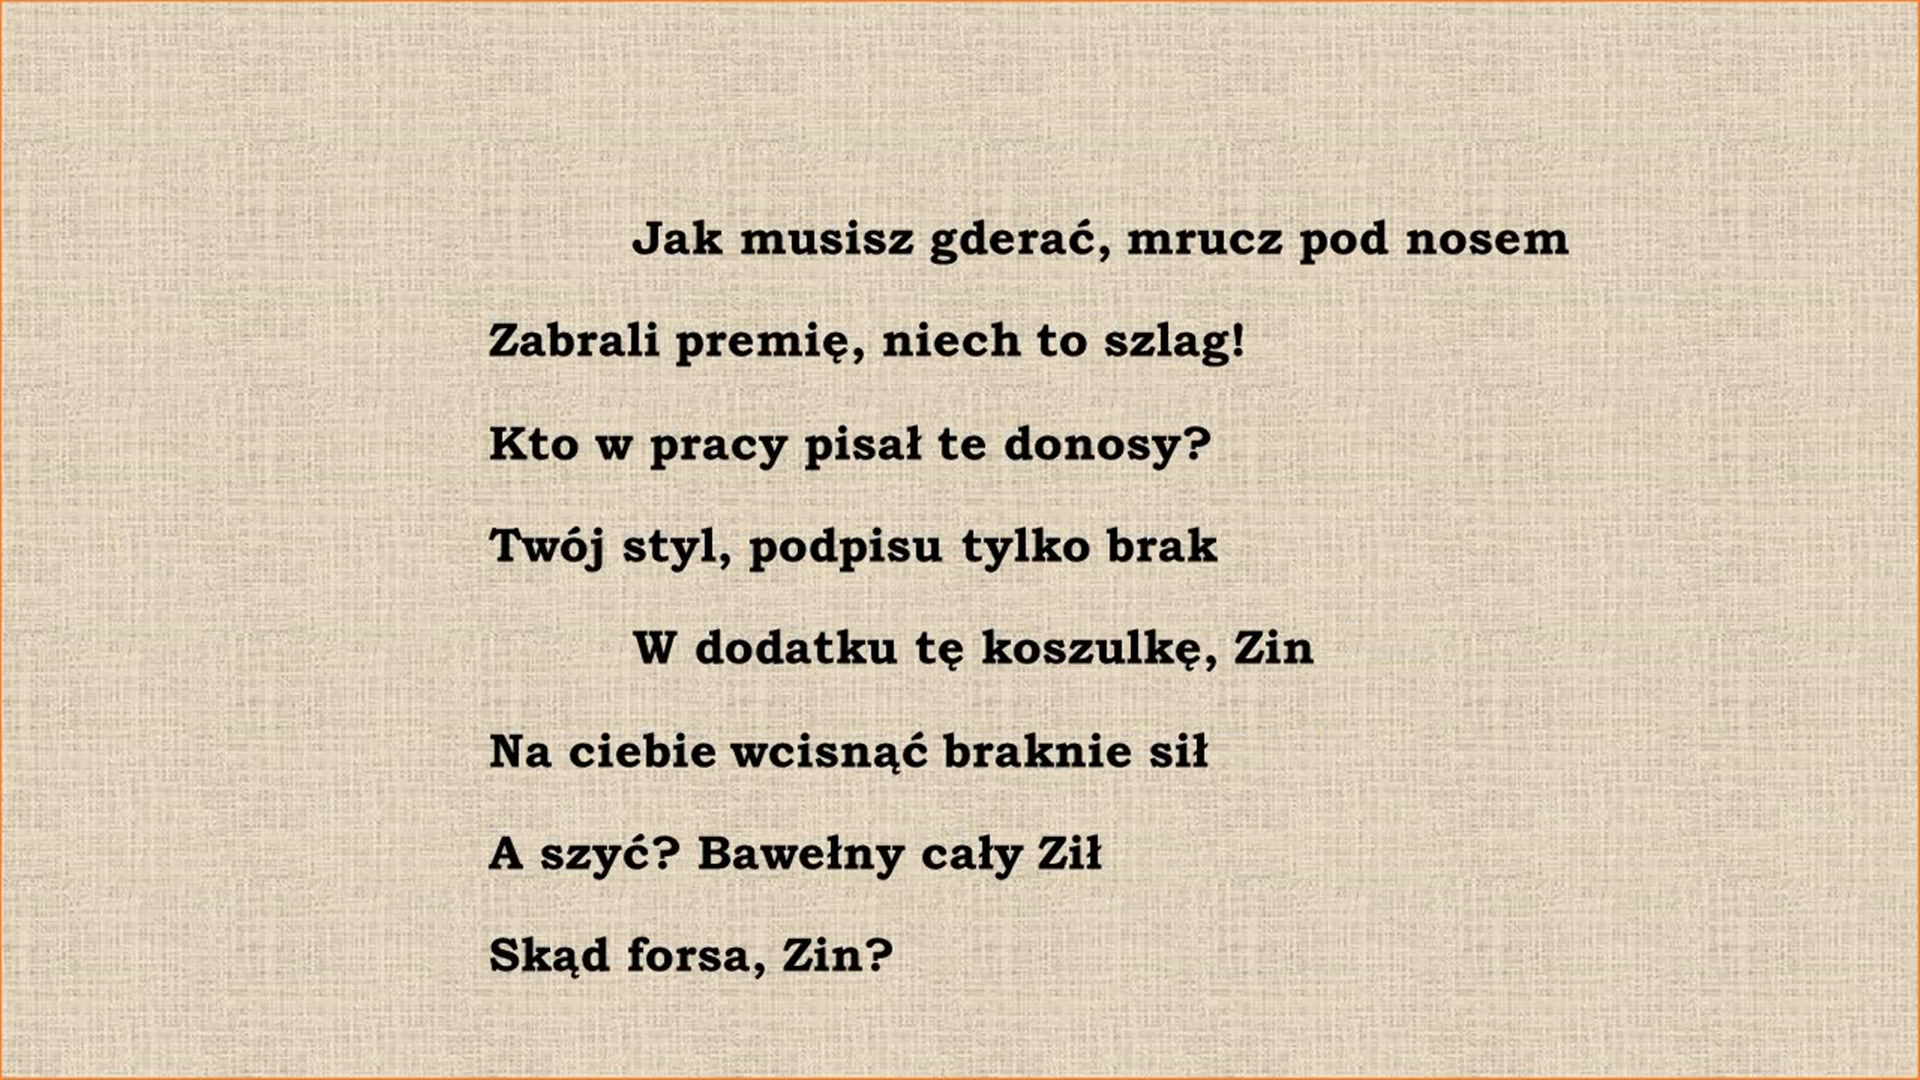 Jak musisz gderać, mrucz pod nosem
Zabrali premię, niech to szlag!
Kto w pracy pisał te donosy?
Twój styl, podpisu tylko brak
W dodatku tę koszulkę, Zin
Na ciebie wcisnąć braknie sił
A szyć? Bawełny cały Ził
Skąd forsa, Zin?